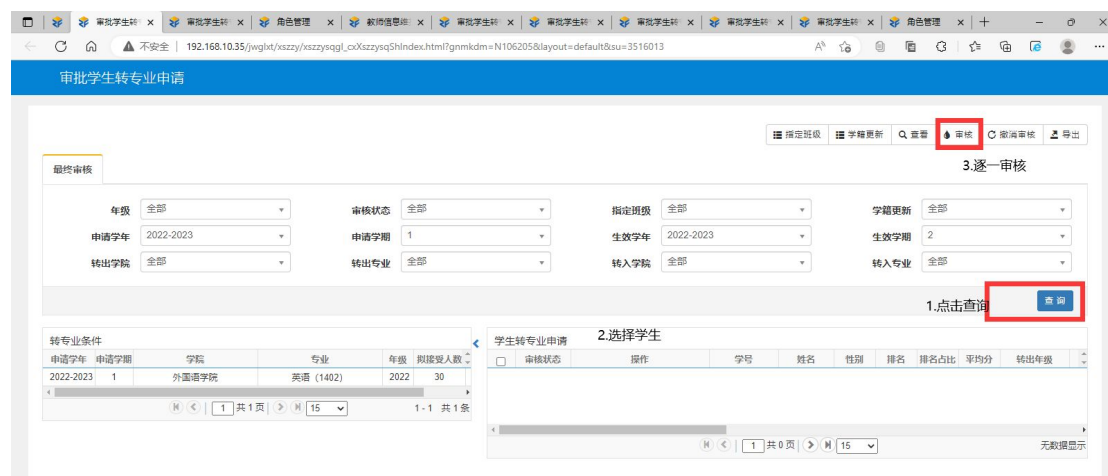 审批学生转专 审批学生转 审批学生转 角色管理 教师信息维 审批学生转 审批学生转 审批学生转 审批学生转 审批学生转 角色管理
不安全 192.168.10.35/jwglxt/xszzy/xszzysqgl_cxXszzysqShIndex.html?gnmkdm=N106205&layout=default&su=3516013
审批学生转专业申请
指定班级 学籍更新 查看 审核 撤消审核 导出
3.逐一审核
最终审核
年级 全部 审核状态 全部 指定班级 全部 学籍更新 全部
申请学年 2022-2023 申请学期 1 生效学年 2022-2023 生效学期 2
转出学院 全部 转出专业 全部 转入学院 全部 转入专业 全部
1.点击查询 查询
转专业条件 学生转专业申请 2.选择学生
申请学年 申请学期 学院 专业 年级 拟接受人数 审核状态 操作 学号 姓名 性别 排名 排名占比 平均分 转出年级
2022-2023 1 外国语学院 英语 (1402) 2022 30
1 共1页 15 1-1 共1条
1 共0页 15 无数据显示